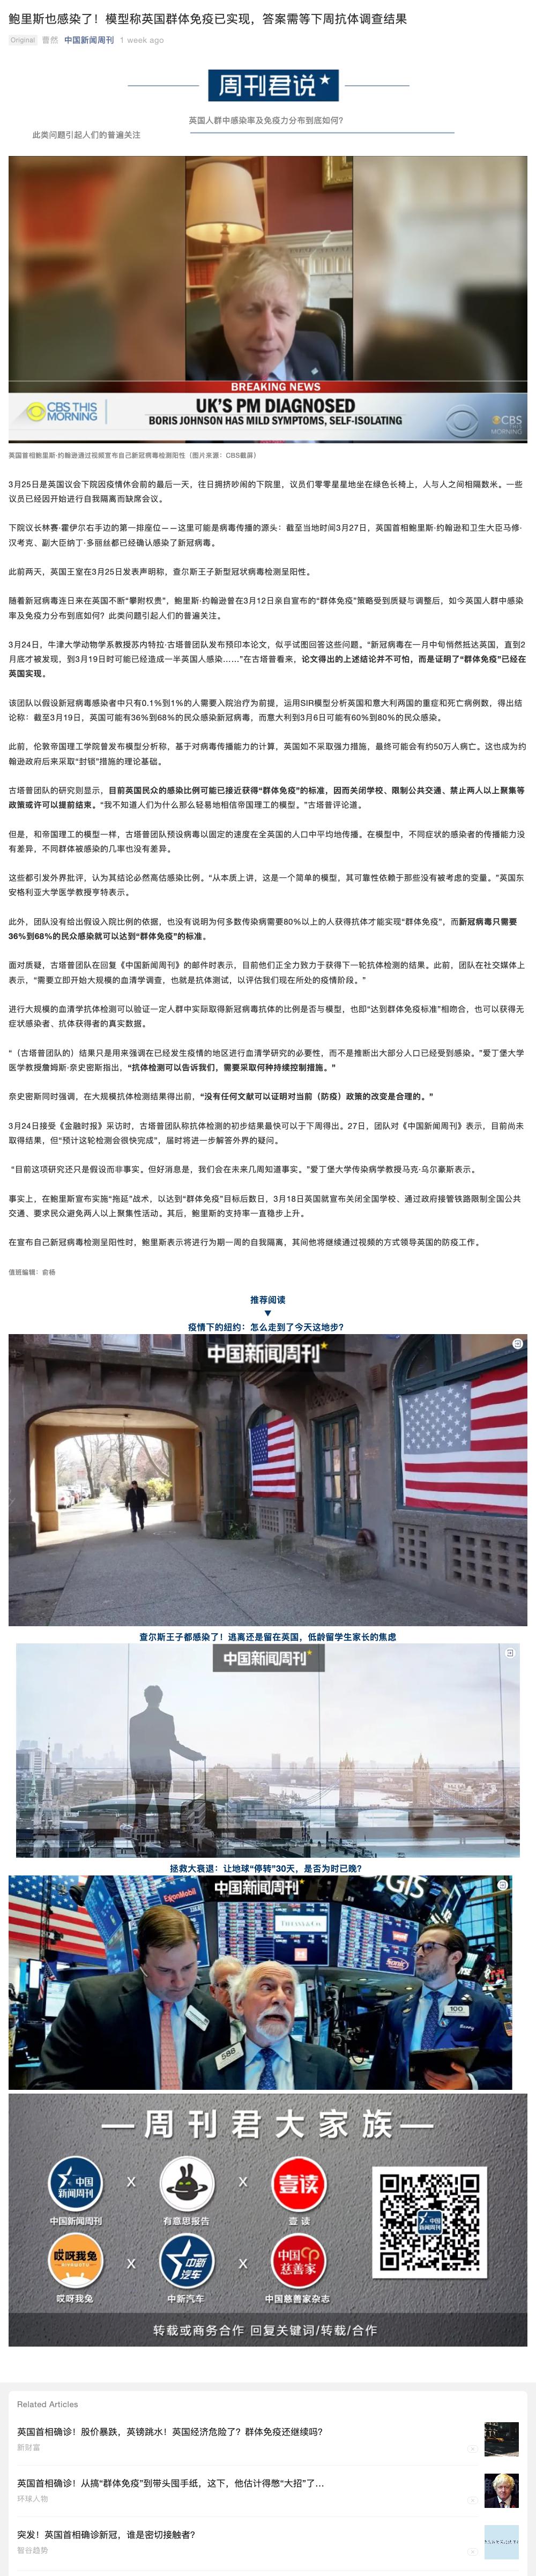 鲍里斯也感染了！模型称英国群体免疫已实现，答案需等下周抗体调查结果
Original 曹然 中国新闻周刊 1 week ago
周刊君说
英国人群中感染率及免疫力分布到底如何?
此类问题引起人们的普遍关注
BREAKING NEWS
CBS THIS MORNING
UK'S PM DIAGNOSED
BORIS JOHNSON HAS MILD SYMPTOMS, SELF-ISOLATING
CBS
MORNING
英国首相鲍里斯·约翰逊通过视频宣布自己新冠病毒检测阳性（图片来源：CBS截屏）
3月25日是英国议会下院因疫情休会前的最后一天，往日拥挤吵闹的下院里，议员们零零星星地坐在绿色长椅上，人与人之间相隔数米。一些
议员已经因开始进行自我隔离而缺席会议。
下院议长林赛·霍伊尔右手边的第一排座位——这里可能是病毒传播的源头：截至当地时间3月27日，英国首相鲍里斯·约翰逊和卫生大臣马修·
汉考克、副大臣纳丁·多丽丝都已经确认感染了新冠病毒。
此前两天，英国王室在3月25日发表声明称，查尔斯王子新型冠状病毒检测呈阳性。
随着新冠病毒连日来在英国不断“攀附权贵”，鲍里斯·约翰逊曾在3月12日亲自宣布的“群体免疫”策略受到质疑与调整后，如今英国人群中感染
率及免疫力分布到底如何？此类问题引起人们的普遍关注。
3月24日，牛津大学动物学系教授苏内特拉·古塔普团队发布预印本论文，似乎试图回答这些问题。“新冠病毒在一月中旬悄然抵达英国，直到2
月底才被发现，到3月19日时可能已经造成一半英国人感染……”在古塔普看来，论文得出的上述结论并不可怕，而是证明了“群体免疫”已经在
英国实现。
该团队以假设新冠病毒感染者中只有0.1%到1%的人需要入院治疗为前提，运用SIR模型分析英国和意大利两国的重症和死亡病例数，得出结
论称：截至3月19日，英国可能有36%到68%的民众感染新冠病毒，而意大利到3月6日可能有60%到80%的民众感染。
此前，伦敦帝国理工学院曾发布模型分析称，基于对病毒传播能力的计算，英国如不采取强力措施，最终可能会有约50万人病亡。这也成为约
翰逊政府后来采取“封锁”措施的理论基础。
古塔普团队的研究则显示，目前英国民众的感染比例可能已接近获得“群体免疫”的标准，因而关闭学校、限制公共交通、禁止两人以上聚集等
政策或许可以提前结束。“我不知道人们为什么那么轻易地相信帝国理工的模型。”古塔普评论道。
但是，和帝国理工的模型一样，古塔普团队预设病毒以固定的速度在全英国的人口中平均地传播。在模型中，不同症状的感染者的传播能力没
有差异，不同群体被感染的几率也没有差异。
这些都引发外界批评，认为其结论必然高估感染比例。“从本质上讲，这是一个简单的模型，其可靠性依赖于那些没有被考虑的变量。”英国东
安格利亚大学医学教授亨特表示。
此外，团队没有给出假设入院比例的依据，也没有说明为何多数传染病需要80%以上的人获得抗体才能实现“群体免疫”，而新冠病毒只需要
36%到68%的民众感染就可以达到“群体免疫”的标准。
面对质疑，古塔普团队在回复《中国新闻周刊》的邮件时表示，目前他们正全力致力于获得下一轮抗体检测的结果。此前，团队在社交媒体上
表示，“需要立即开始大规模的血清学调查，也就是抗体测试，以评估我们现在所处的疫情阶段。”
进行大规模的血清学抗体检测可以验证一定人群中实际取得新冠病毒抗体的比例是否与模型，也即“达到群体免疫标准”相吻合，也可以获得无
症状感染者、抗体获得者的真实数据。
“（古塔普团队的）结果只是用来强调在已经发生疫情的地区进行血清学研究的必要性，而不是推断出大部分人口已经受到感染。”爱丁堡大学
医学教授詹姆斯·奈史密斯指出，“抗体检测可以告诉我们，需要采取何种持续控制措施。”
奈史密斯同时强调，在大规模抗体检测结果得出前，“没有任何文献可以证明对当前（防疫）政策的改变是合理的。”
3月24日接受《金融时报》采访时，古塔普团队称抗体检测的初步结果最快可以于下周得出。27日，团队对《中国新闻周刊》表示，目前尚未
取得结果，但“预计这轮检测会很快完成”，届时将进一步解答外界的疑问。
“目前这项研究还只是假设而非事实。但好消息是，我们会在未来几周知道事实。”爱丁堡大学传染病学教授马克·乌尔豪斯表示。
事实上，在鲍里斯宣布实施“拖延”战术，以达到“群体免疫”目标后数日，3月18日英国就宣布关闭全国学校、通过政府接管铁路限制全国公共
交通、要求民众避免两人以上聚集性活动。其后，鲍里斯的支持率一直稳步上升。
在宣布自己新冠病毒检测呈阳性时，鲍里斯表示将进行为期一周的自我隔离，其间他将继续通过视频的方式领导英国的防疫工作。
值班编辑：俞杨
推荐阅读
▼
疫情下的纽约：怎么走到了今天这地步？
中国新闻周刊
查尔斯王子都感染了！逃离还是留在英国，低龄留学生家长的焦虑
中国新闻周刊
拯救大衰退：让地球“停转”30天，是否为时已晚？
中国新闻周刊
ExxonMobil
TIFFANY & CO.
588
100
—周刊君大家族—
中国新闻周刊 X X 壹读
中国新闻周刊 有意思报告 壹读
哎呀我兔 X 中新汽车 X 中国慈善家
哎呀我兔 中新汽车 中国慈善家杂志
中国新闻周刊
转载或商务合作 回复关键词/转载/合作
Related Articles
英国首相确诊！股价暴跌，英镑跳水！英国经济危险了？群体免疫还继续吗？
新财富
英国首相确诊！从搞“群体免疫”到带头囤手纸，这下，他估计得憋“大招”了…
环球人物
突发！英国首相确诊新冠，谁是密切接触者？
智谷趋势